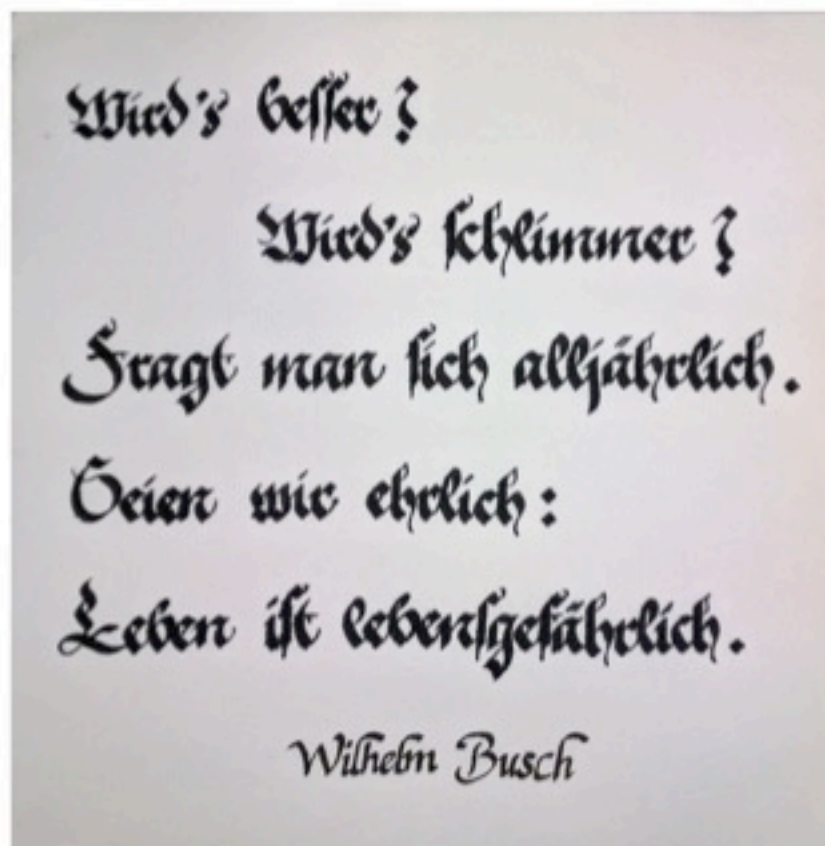 Wird's besser?
Wird's schlimmer?
Fragt man sich alljährlich.
Seien wir ehrlich:
Leben ist lebensgefährlich.
Wilhelm Busch